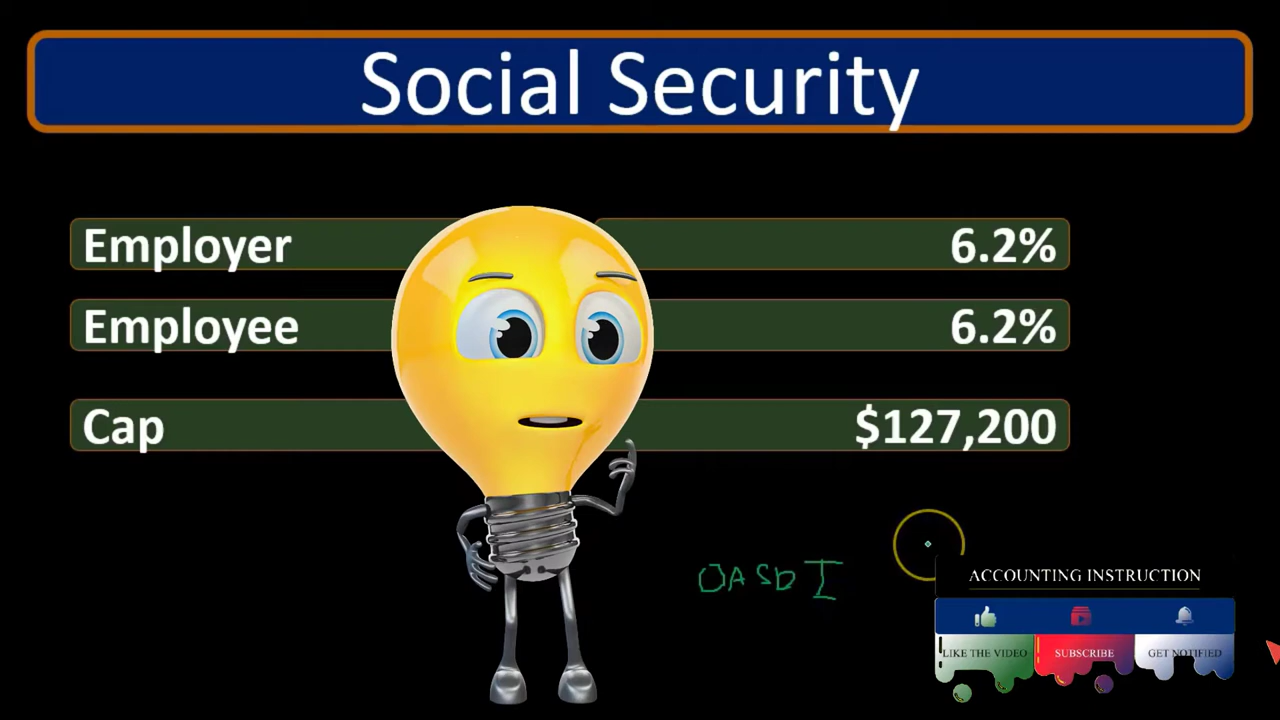 Social Security
Employer 6.2%
Employee 6.2%
Cap $127,200
OASDI
ACCOUNTING INSTRUCTION
LIKE THE VIDEO SUBSCRIBE GET NOTIFIED